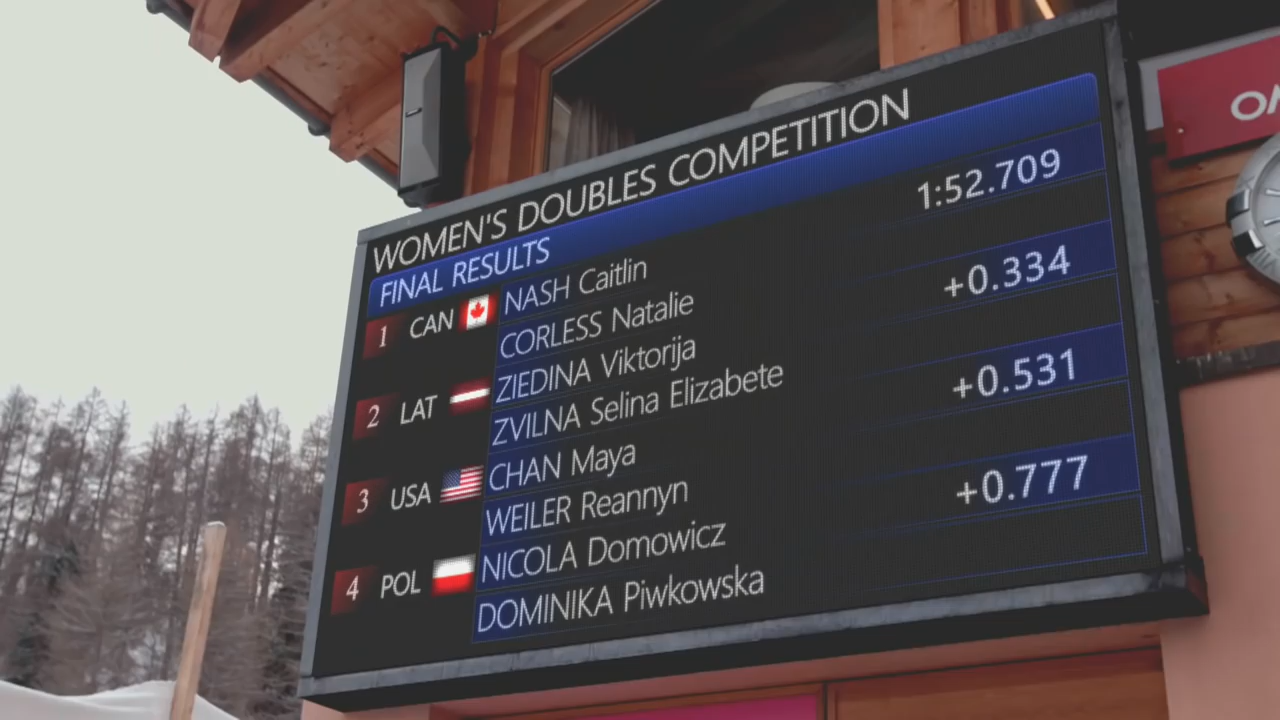 WOMEN'S DOUBLES COMPETITION
FINAL RESULTS
1 CAN NASH Caitlin 1:52.709
CORLESS Natalie
2 LAT ZIEDINA Viktorija +0.334
ZVILNA Selina Elizabete
3 USA CHAN Maya +0.531
WEILER Reannyn
4 POL NICOLA Domowicz +0.777
DOMINIKA Piwkowska